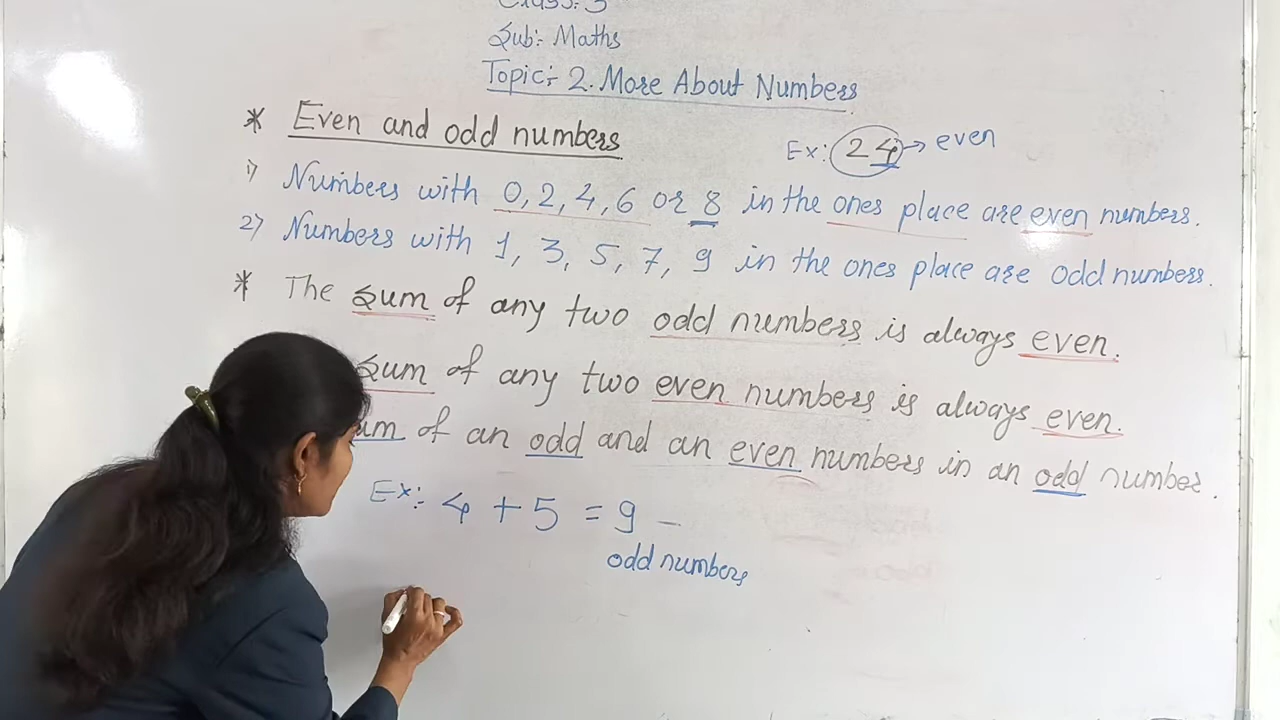 Class: 3
Sub:- Maths
Topic:- 2. More About Numbers
* Even and odd numbers
Ex: 24 → even
1) Numbers with 0, 2, 4, 6 or 8 in the ones place are even numbers.
2) Numbers with 1, 3, 5, 7, 9 in the ones place are odd numbers.
* The sum of any two odd numbers is always even.
sum of any two even numbers is always even.
um of an odd and an even numbers in an odd number.
Ex:- 4 + 5 = 9 –
odd numbers